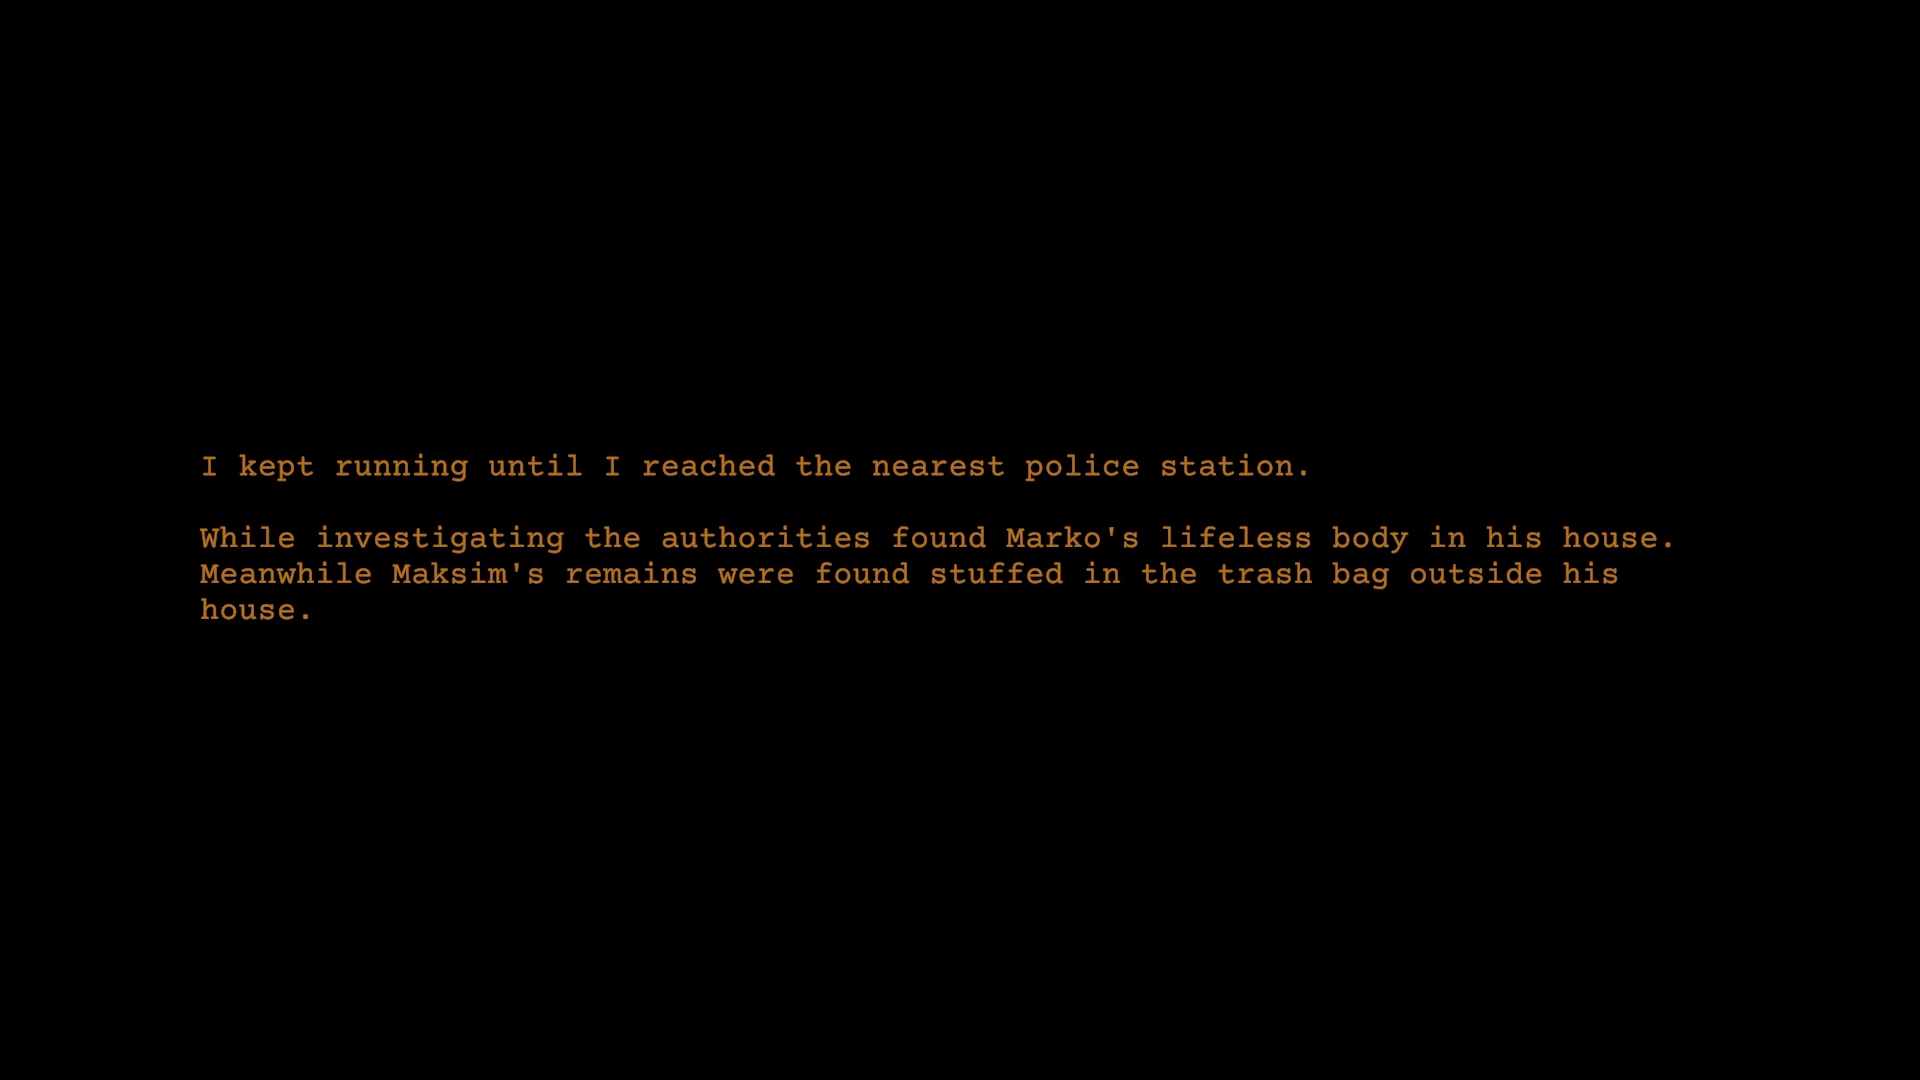 I kept running until I reached the nearest police station.
While investigating the authorities found Marko's lifeless body in his house.
Meanwhile Maksim's remains were found stuffed in the trash bag outside his
house.